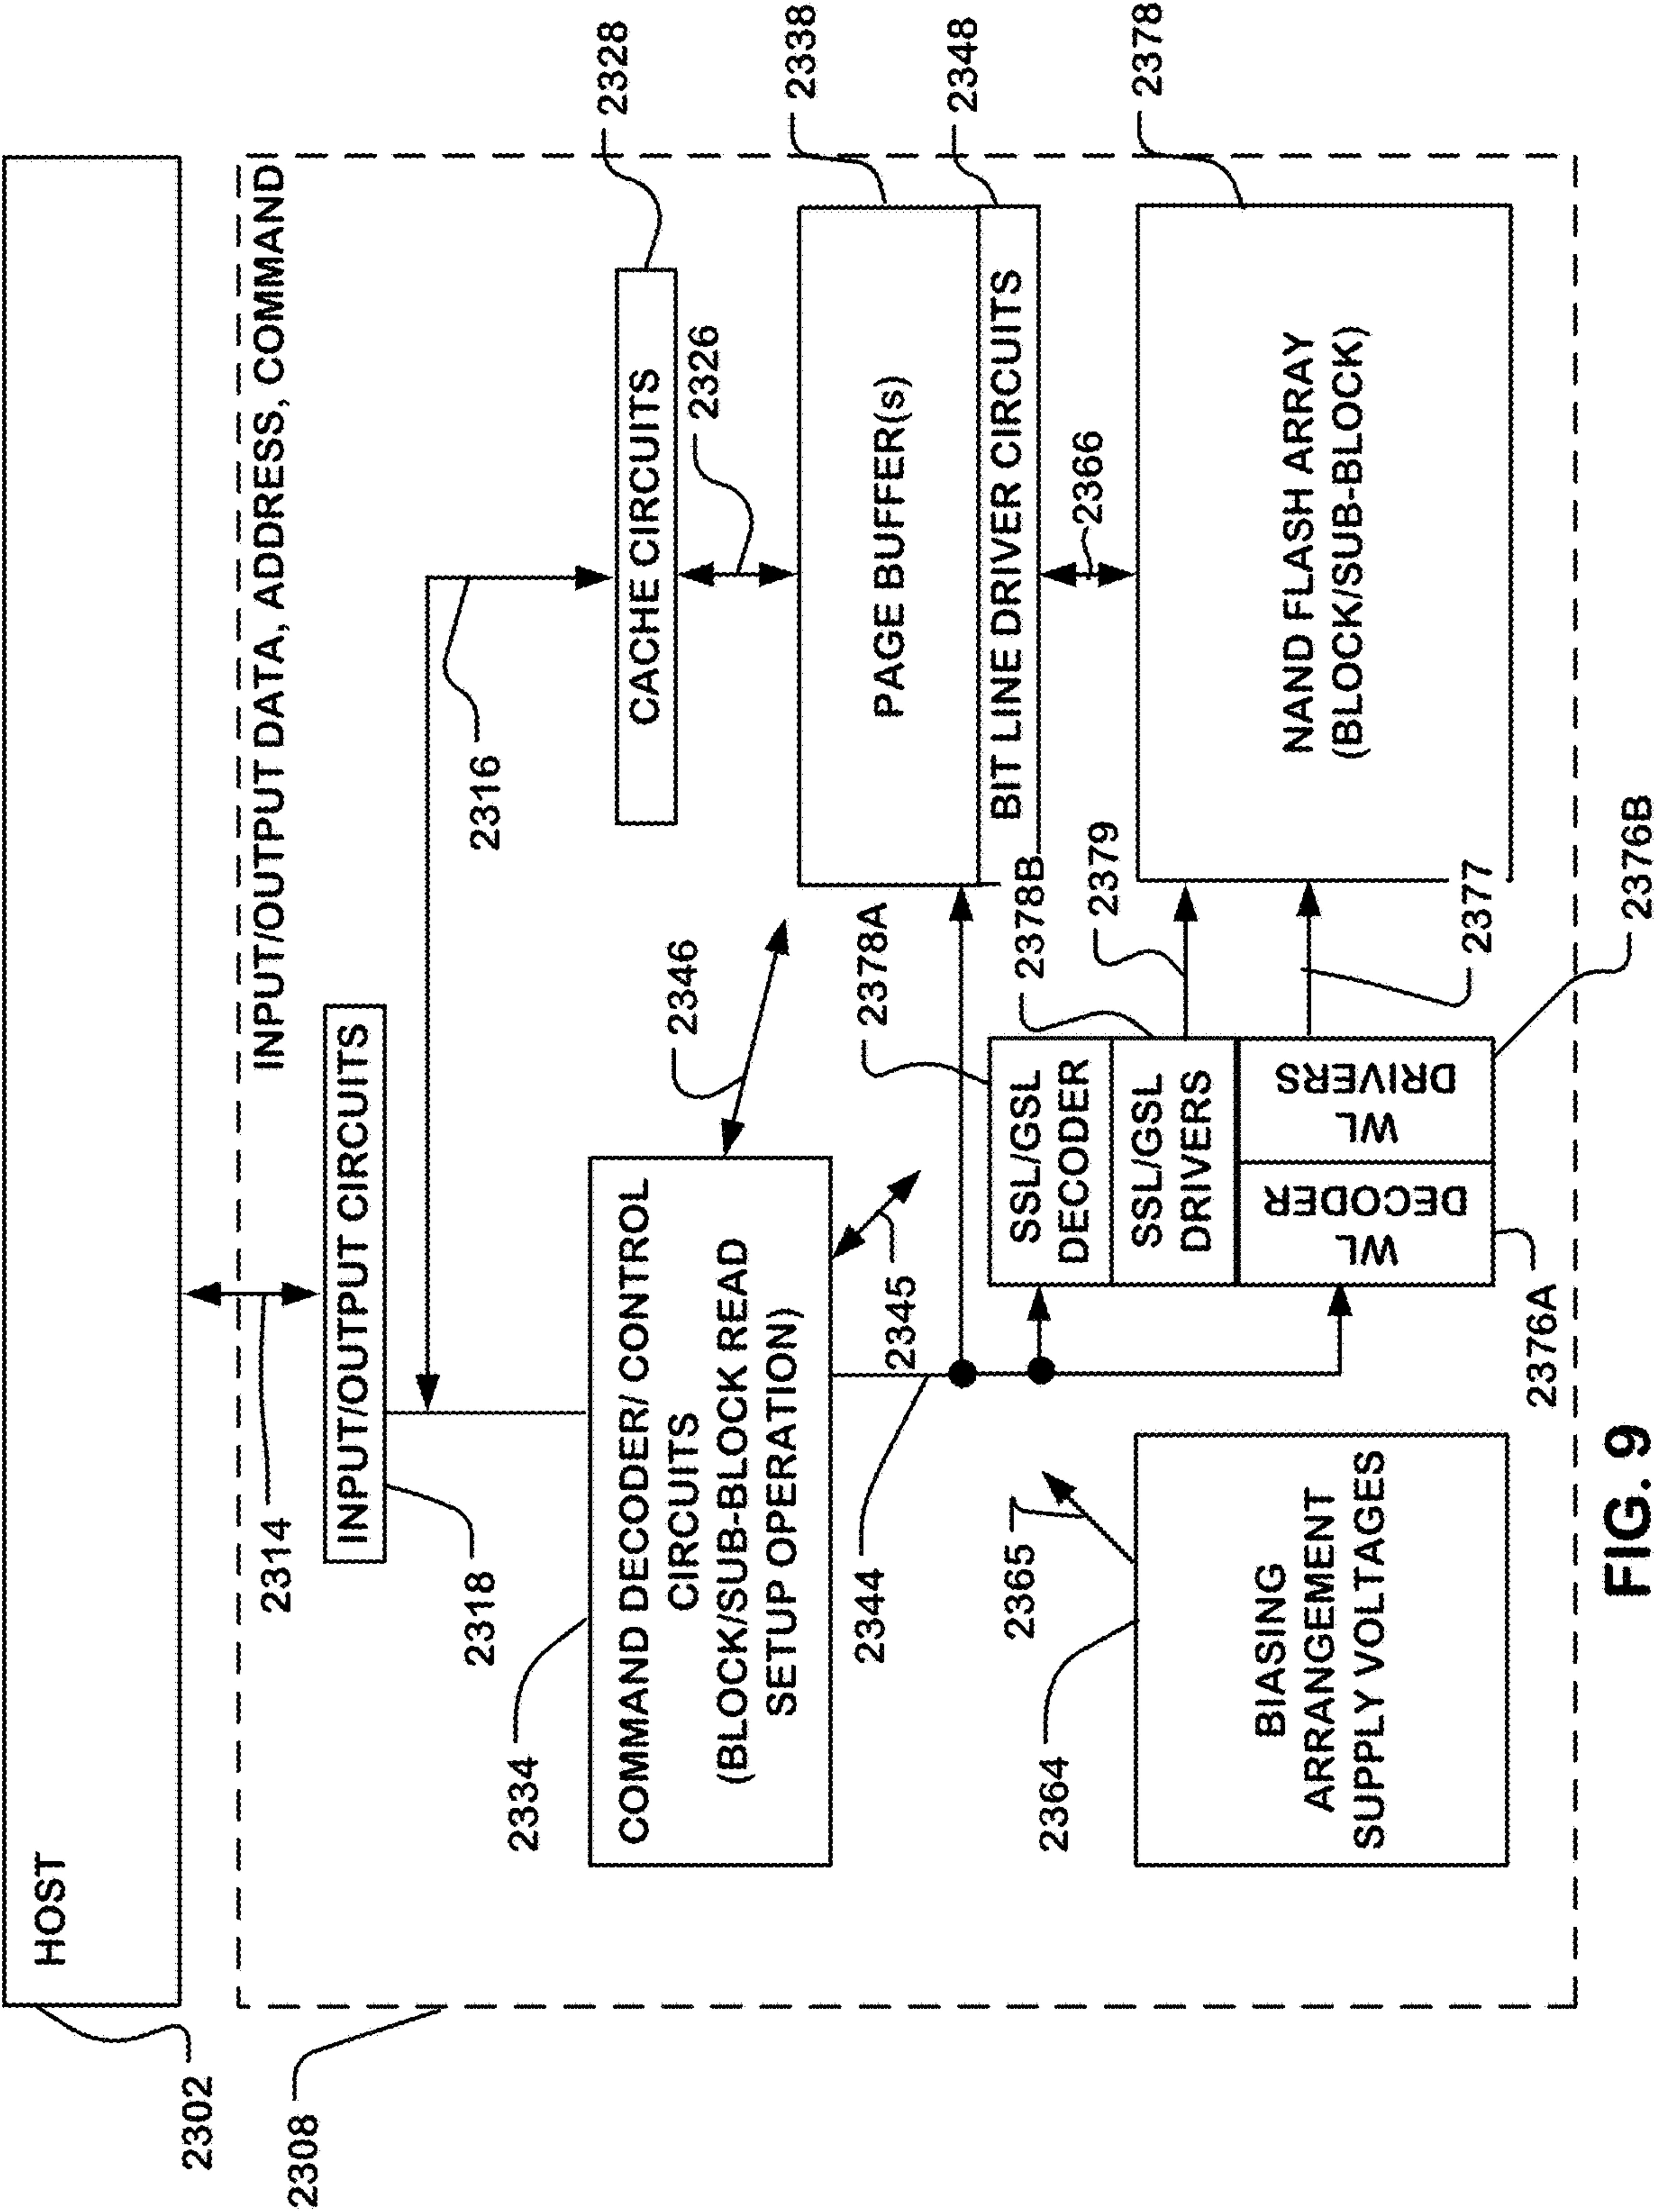 HOST
2302
2308
INPUT/OUTPUT DATA, ADDRESS, COMMAND
2314
INPUT/OUTPUT CIRCUITS
2318
2316
CACHE CIRCUITS
2328
2326
2334
COMMAND DECODER/ CONTROL
CIRCUITS
(BLOCK/SUB-BLOCK READ
SETUP OPERATION)
2346
2345
2344
PAGE BUFFER(s)
2338
BIT LINE DRIVER CIRCUITS
2348
2366
2378A
2378B
2379
SSL/GSL
DECODER
SSL/GSL
DRIVERS
WL
DECODER
WL
DRIVERS
2376A
2376B
2377
NAND FLASH ARRAY
(BLOCK/SUB-BLOCK)
2378
2364
2365
BIASING
ARRANGEMENT
SUPPLY VOLTAGES
FIG. 9